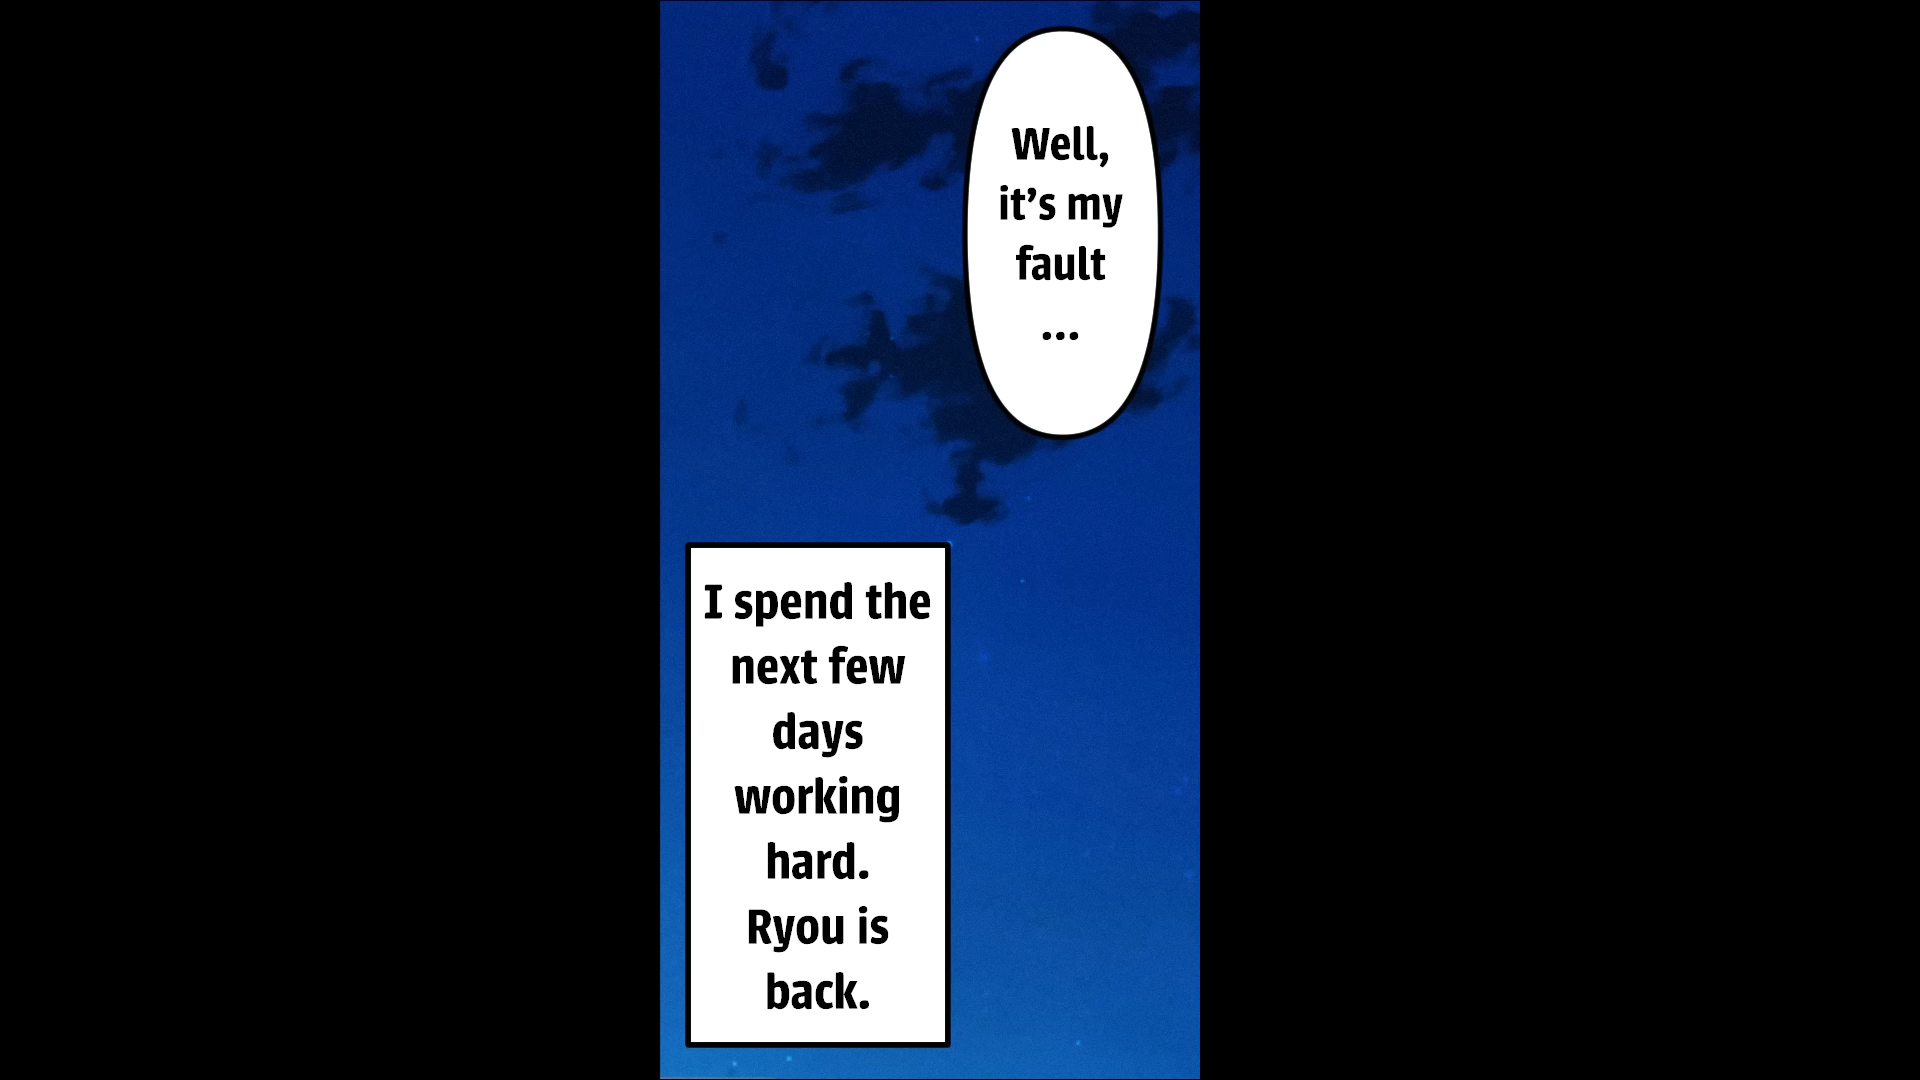 Well,
it’s my
fault
...
I spend the
next few
days
working
hard.
Ryou is
back.